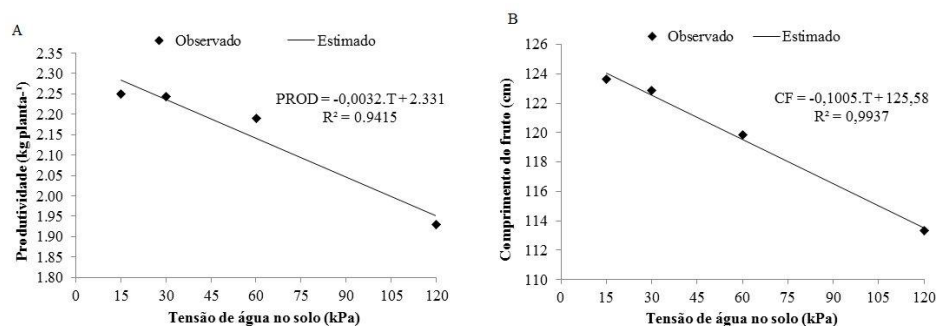 A
Observado
Estimado
PROD = -0,0032.T + 2.331
R² = 0.9415
Produtividade (kg planta-¹)
2.35
2.30
2.25
2.20
2.15
2.10
2.05
2.00
1.95
1.90
1.85
1.80
0 15 30 45 60 75 90 105 120
Tensão de água no solo (kPa)
B
Observado
Estimado
CF = -0,1005.T + 125,58
R² = 0,9937
Comprimento do fruto (cm)
126
124
122
120
118
116
114
112
110
0 15 30 45 60 75 90 105 120
Tensão de água no solo (kPa)